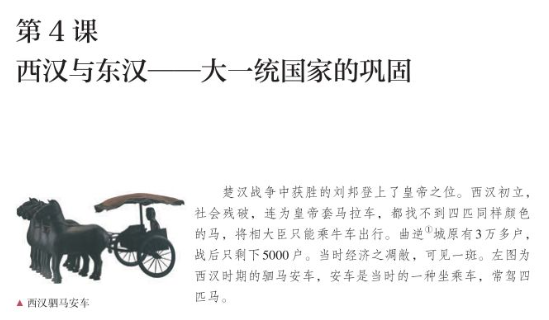 第 4 课
西汉与东汉——大一统国家的巩固
楚汉战争中获胜的刘邦登上了皇帝之位。西汉初立，
社会残破，连为皇帝套马拉车，都找不到四匹同样颜色
的马，将相大臣只能乘牛车出行。曲逆①城原有3万多户，
战后只剩下5000户。当时经济之凋敝，可见一斑。左图为
西汉时期的驷马安车，安车是当时的一种坐乘车，常驾四
匹马。
▲ 西汉驷马安车